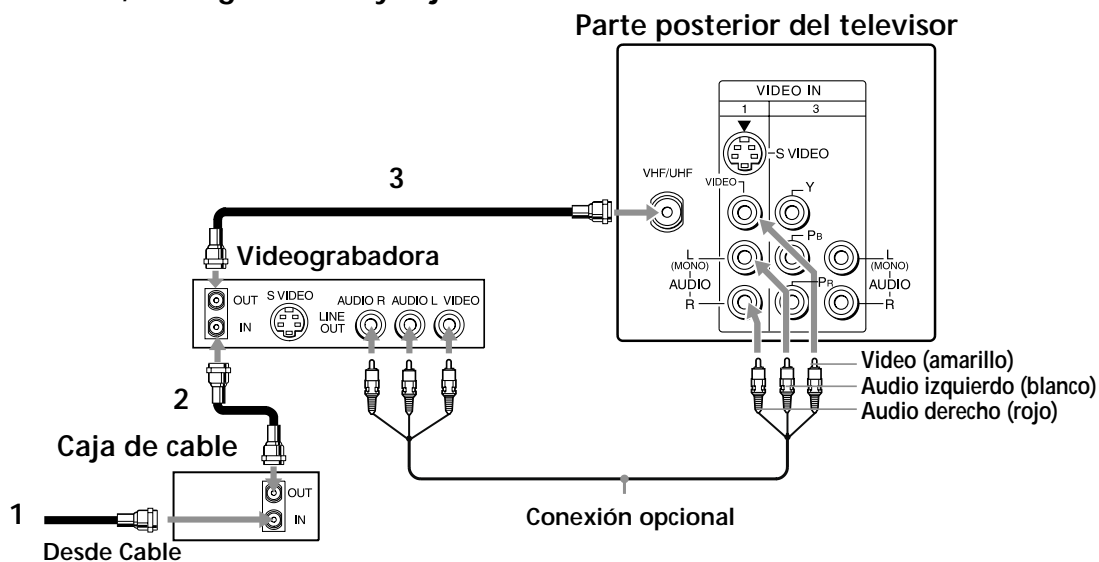 Parte posterior del televisor
VIDEO IN
1
3
S VIDEO
VHF/UHF
VIDEO
Y
PB
L
(MONO)
AUDIO
R
PR
L
(MONO)
AUDIO
R
3
Videograbadora
OUT
IN
S VIDEO
LINE
OUT
AUDIO R AUDIO L VIDEO
Video (amarillo)
Audio izquierdo (blanco)
Audio derecho (rojo)
2
Caja de cable
OUT
IN
1
Desde Cable
Conexión opcional